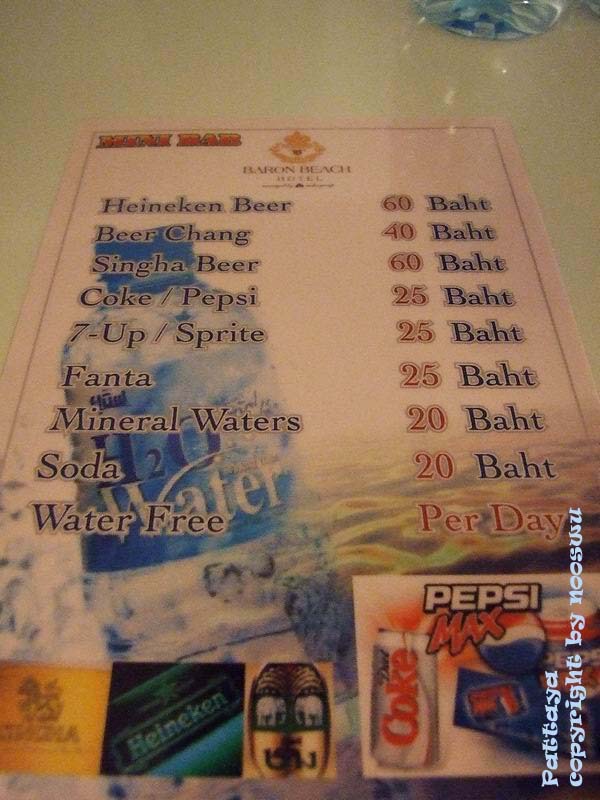 MINI BAR
BARON BEACH
HOTEL
Heineken Beer 60 Baht
Beer Chang 40 Baht
Singha Beer 60 Baht
Coke / Pepsi 25 Baht
7-Up / Sprite 25 Baht
Fanta 25 Baht
Mineral Waters 20 Baht
Soda 20 Baht
Water Free Per Day
H2O
Water
PEPSI
MAX
Coke
Heineken
ช้าง
Pattaya
copyright by nooswu